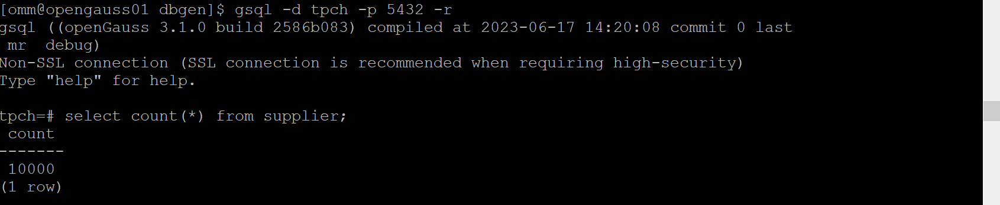 [omm@opengauss01 dbgen]$ gsql -d tpch -p 5432 -r
gsql ((openGauss 3.1.0 build 2586b083) compiled at 2023-06-17 14:20:08 commit 0 last
 mr  debug)
Non-SSL connection (SSL connection is recommended when requiring high-security)
Type "help" for help.

tpch=# select count(*) from supplier;
 count
-------
 10000
(1 row)